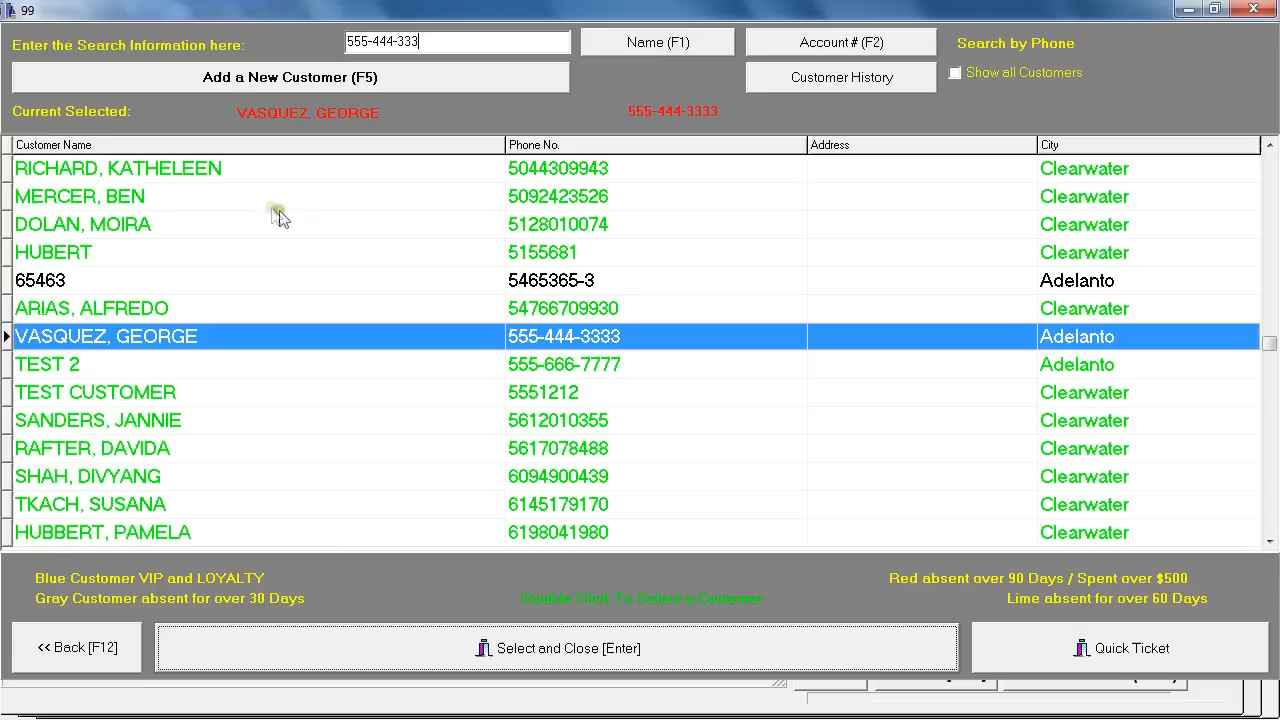 99
Enter the Search Information here: 555-444-333 Name (F1) Account # (F2) Search by Phone
Add a New Customer (F5) Customer History Show all Customers
Current Selected: VASQUEZ, GEORGE 555-444-3333
Customer Name Phone No. Address City
RICHARD, KATHELEEN 5044309943 Clearwater
MERCER, BEN 5092423526 Clearwater
DOLAN, MOIRA 5128010074 Clearwater
HUBERT 5155681 Clearwater
65463 5465365-3 Adelanto
ARIAS, ALFREDO 54766709930 Clearwater
VASQUEZ, GEORGE 555-444-3333 Adelanto
TEST 2 555-666-7777 Adelanto
TEST CUSTOMER 5551212 Clearwater
SANDERS, JANNIE 5612010355 Clearwater
RAFTER, DAVIDA 5617078488 Clearwater
SHAH, DIVYANG 6094900439 Clearwater
TKACH, SUSANA 6145179170 Clearwater
HUBBERT, PAMELA 6198041980 Clearwater
Blue Customer VIP and LOYALTY Red absent over 90 Days / Spent over $500
Gray Customer absent for over 30 Days Double Click To Select a Customer Lime absent for over 60 Days
<< Back [F12] Select and Close [Enter] Quick Ticket